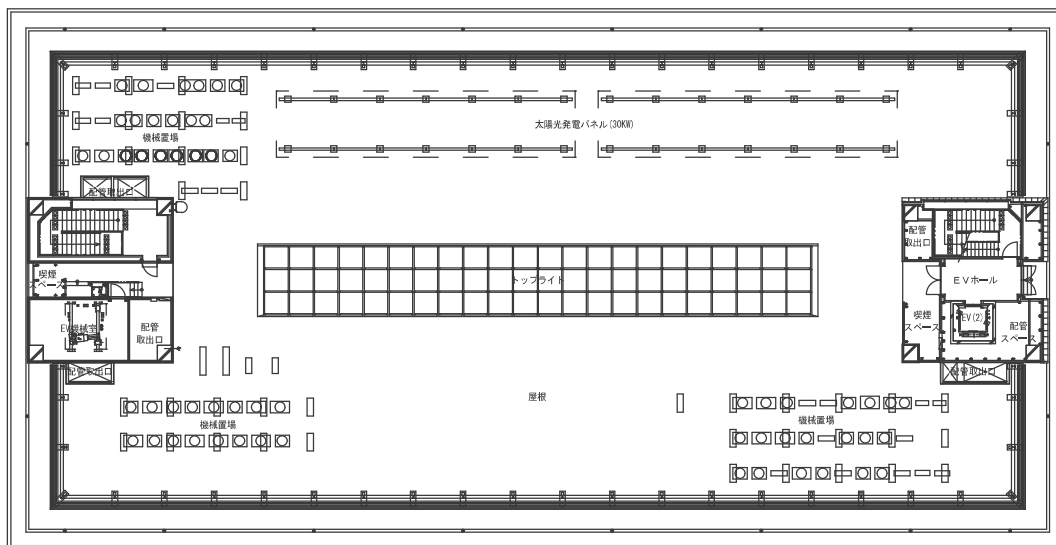 太陽光発電パネル(30KW)
機械置場
配管取出口
喫煙
スペース
トップライト
配管
取出口
EVホール
EV機械室
配管
取出口
喫煙
スペース
EV(2)
配管
スペース
配管取出口
配管取出口
屋根
機械置場
機械置場